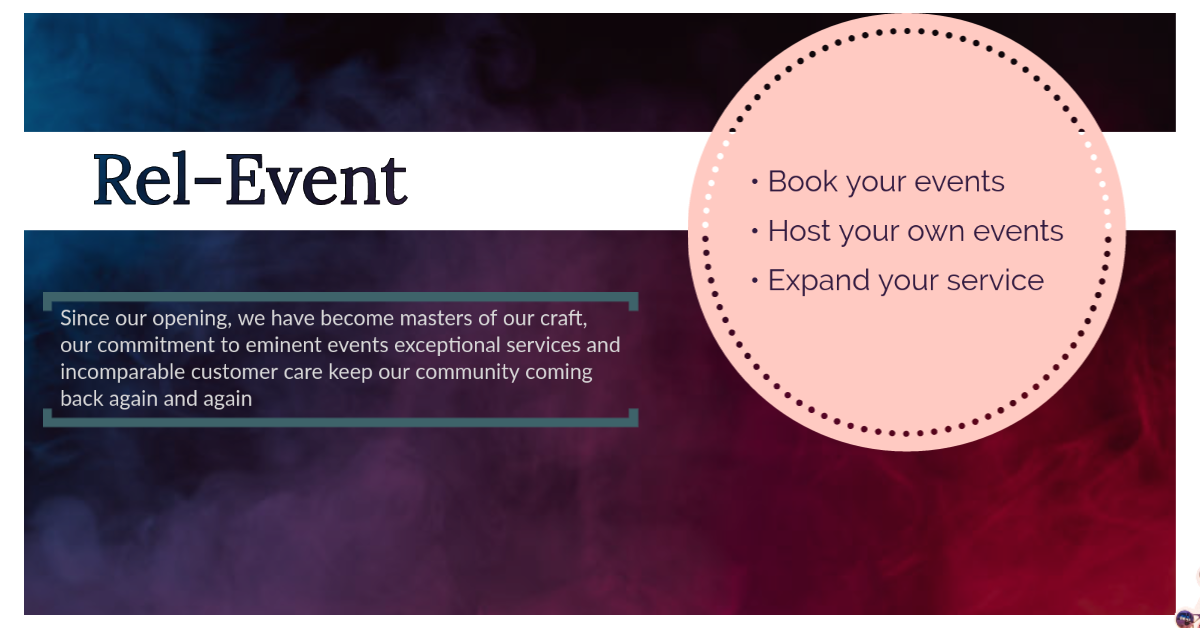 Rel-Event
• Book your events
• Host your own events
• Expand your service
Since our opening, we have become masters of our craft,
our commitment to eminent events exceptional services and
incomparable customer care keep our community coming
back again and again